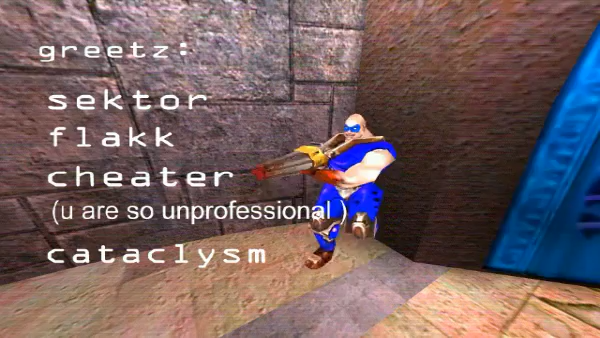 greetz:
sektor
flakk
cheater
(u are so unprofessional )
cataclysm